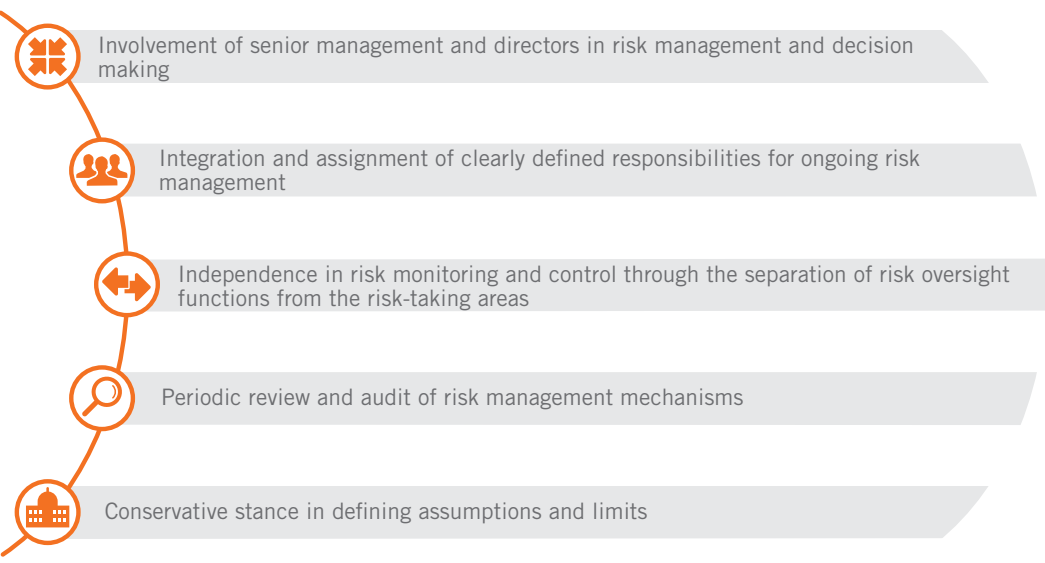 Involvement of senior management and directors in risk management and decision
making
Integration and assignment of clearly defined responsibilities for ongoing risk
management
Independence in risk monitoring and control through the separation of risk oversight
functions from the risk-taking areas
Periodic review and audit of risk management mechanisms
Conservative stance in defining assumptions and limits